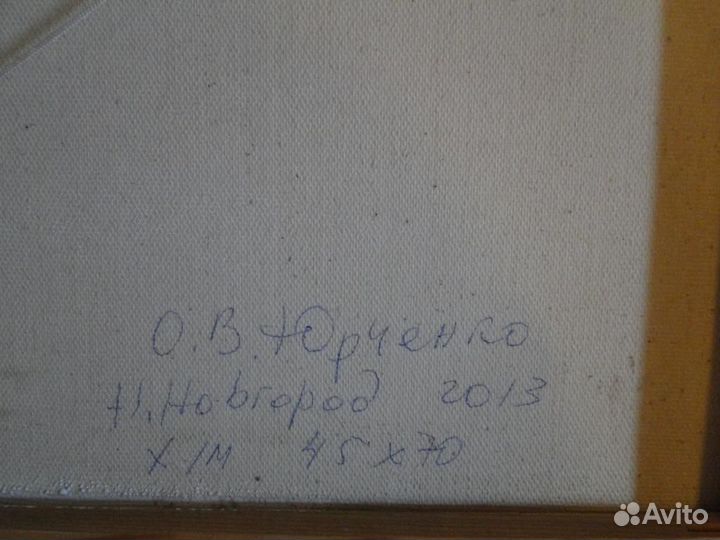 О.В. Юрченко
Н.Новгород 2013
х/м 45х70
Avito